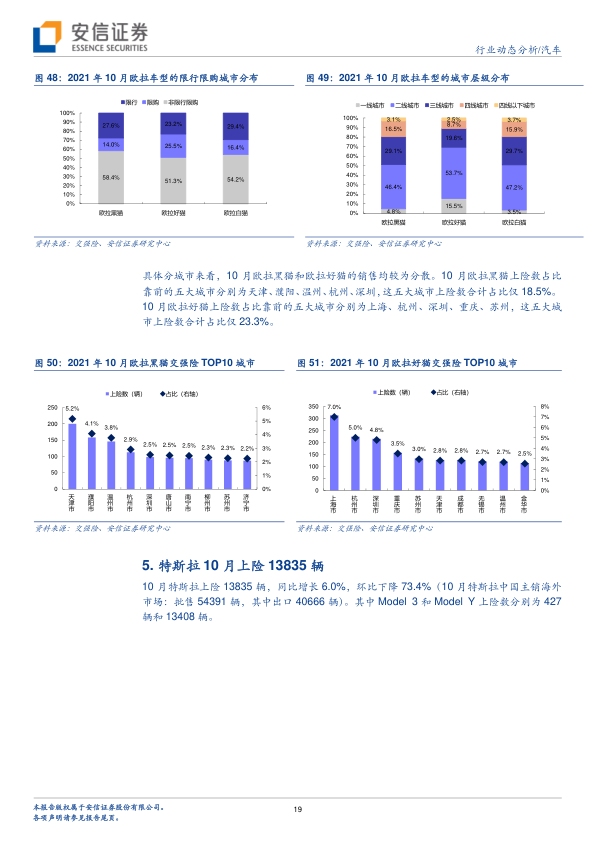 安信证券
ESSENCE SECURITIES
行业动态分析/汽车
图 48：2021 年 10 月欧拉车型的限行限购城市分布
限行 限购 非限行限购
100%
90%
80%
70%
60%
50%
40%
30%
20%
10%
0%
27.6% 23.2% 29.4%
14.0% 25.5% 16.4%
58.4% 51.3% 54.2%
欧拉黑猫 欧拉好猫 欧拉白猫
资料来源：交强险、安信证券研究中心
图 49：2021 年 10 月欧拉车型的城市层级分布
一线城市 二线城市 三线城市 四线城市 四线以下城市
100%
90%
80%
70%
60%
50%
40%
30%
20%
10%
0%
3.1% 2.5% 3.7%
16.5% 8.7% 15.9%
29.1% 19.6% 29.7%
46.4% 53.7% 47.2%
4.8% 15.5% 3.5%
欧拉黑猫 欧拉好猫 欧拉白猫
资料来源：交强险、安信证券研究中心
具体分城市来看，10 月欧拉黑猫和欧拉好猫的销售均较为分散。10 月欧拉黑猫上险数占比
靠前的五大城市分别为天津、濮阳、温州、杭州、深圳，这五大城市上险数合计占比仅 18.5%。
10 月欧拉好猫上险数占比靠前的五大城市分别为上海、杭州、深圳、重庆、苏州，这五大城
市上险数合计占比仅 23.3%。
图 50：2021 年 10 月欧拉黑猫交强险 TOP10 城市
上险数（辆） 占比（右轴）
250
200
150
100
50
0
5.2% 4.1% 3.8% 2.9% 2.5% 2.5% 2.5% 2.3% 2.3% 2.2%
6%
5%
4%
3%
2%
1%
0%
天津市 濮阳市 温州市 杭州市 深圳市 唐山市 南宁市 柳州市 苏州市 济宁市
资料来源：交强险、安信证券研究中心
图 51：2021 年 10 月欧拉好猫交强险 TOP10 城市
上险数（辆） 占比（右轴）
350
300
250
200
150
100
50
0
7.0% 5.0% 4.8% 3.5% 3.0% 2.8% 2.8% 2.7% 2.7% 2.5%
8%
7%
6%
5%
4%
3%
2%
1%
0%
上海市 杭州市 深圳市 重庆市 苏州市 天津市 成都市 无锡市 温州市 金华市
资料来源：交强险、安信证券研究中心
5. 特斯拉 10 月上险 13835 辆
10 月特斯拉上险 13835 辆，同比增长 6.0%，环比下降 73.4%（10 月特斯拉中国主销海外
市场：批售 54391 辆，其中出口 40666 辆）。其中 Model 3 和 Model Y 上险数分别为 427
辆和 13408 辆。
本报告版权属于安信证券股份有限公司。
各项声明请参见报告尾页。
19